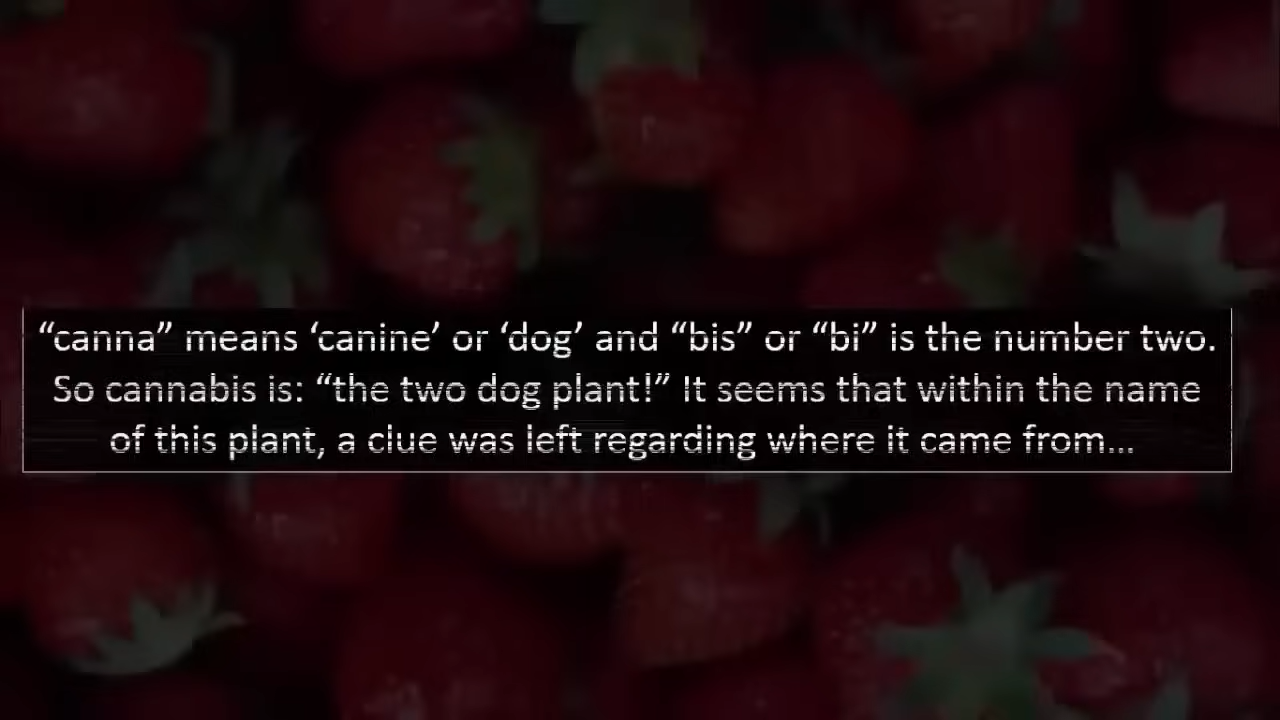 “canna” means ‘canine’ or ‘dog’ and “bis” or “bi” is the number two.
So cannabis is: “the two dog plant!” It seems that within the name
of this plant, a clue was left regarding where it came from...